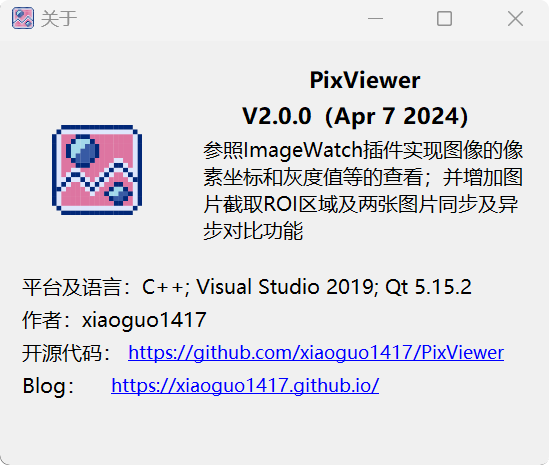 关于
PixViewer
V2.0.0（Apr 7 2024）
参照ImageWatch插件实现图像的像
素坐标和灰度值等的查看；并增加图
片截取ROI区域及两张图片同步及异
步对比功能
平台及语言：C++; Visual Studio 2019; Qt 5.15.2
作者：xiaoguo1417
开源代码： https://github.com/xiaoguo1417/PixViewer
Blog： https://xiaoguo1417.github.io/